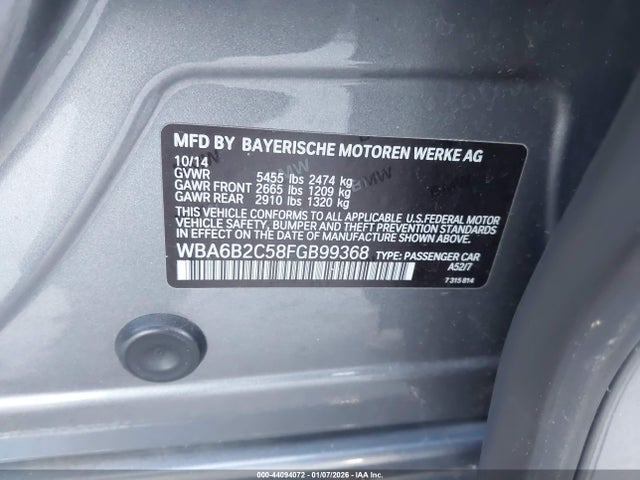 MFD BY BAYERISCHE MOTOREN WERKE AG
10/14
GVWR 5455 lbs 2474 kg
GAWR FRONT 2665 lbs 1209 kg
GAWR REAR 2910 lbs 1320 kg
THIS VEHICLE CONFORMS TO ALL APPLICABLE U.S.FEDERAL MOTOR
VEHICLE SAFETY, BUMPER AND THEFT PREVENTION STANDARDS
IN EFFECT ON THE DATE OF MANUFACTURE SHOWN ABOVE.
WBA6B2C58FGB99368 TYPE: PASSENGER CAR
A52/7
7 315 814
000-44094072 | 01/07/2026 - IAA Inc.